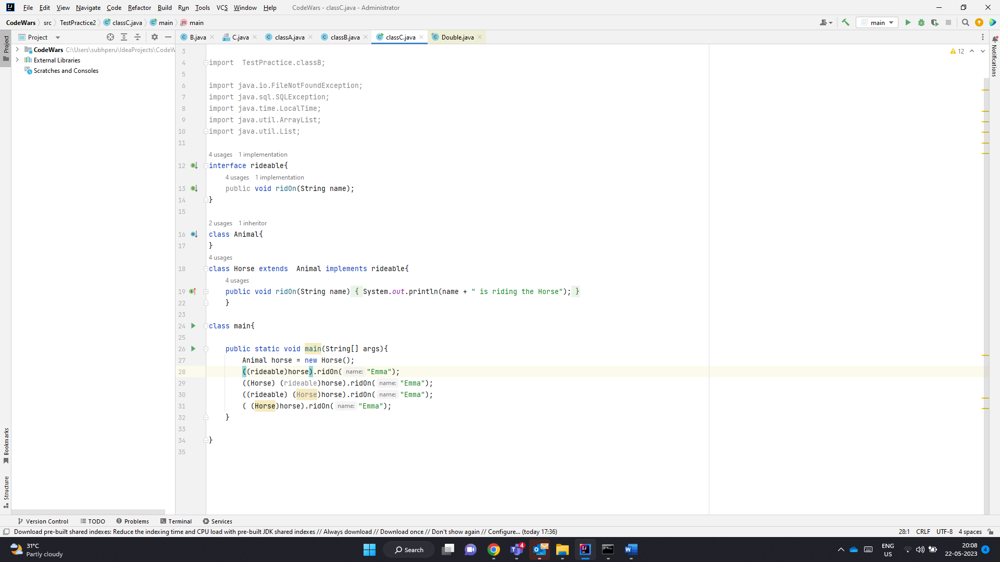 File Edit View Navigate Code Refactor Build Run Tools VCS Window Help CodeWars - classC.java - Administrator
CodeWars src TestPractice2 classC.java main main main
Project B.java C.java classA.java classB.java classC.java Double.java
Project
CodeWars C:\Users\subhperu\IdeaProjects\CodeW
External Libraries
Scratches and Consoles
12
Notifications
3
4 import  TestPractice.classB;
5
6 import java.io.FileNotFoundException;
7 import java.sql.SQLException;
8 import java.time.LocalTime;
9 import java.util.ArrayList;
10 import java.util.List;
11
4 usages 1 implementation
12 interface rideable{
4 usages 1 implementation
13 public void ridOn(String name);
14 }
15
2 usages 1 inheritor
16 class Animal{
17 }
4 usages
18 class Horse extends  Animal implements rideable{
4 usages
19 public void ridOn(String name) { System.out.println(name + " is riding the Horse"); }
22 }
23
24 class main{
25
26 public static void main(String[] args){
27 Animal horse = new Horse();
28 ((rideable)horse).ridOn( name: "Emma");
29 ((Horse) (rideable)horse).ridOn( name: "Emma");
30 ((rideable) (Horse)horse).ridOn( name: "Emma");
31 ( (Horse)horse).ridOn( name: "Emma");
32 }
33
34 }
35
Bookmarks
Structure
Version Control TODO Problems Terminal Services
Download pre-built shared indexes: Reduce the indexing time and CPU load with pre-built JDK shared indexes // Always download // Download once // Don't show again // Configure... (today 17:36) 28:1 CRLF UTF-8 4 spaces
31°C
Partly cloudy
Search
4
ENG
US
20:08
22-05-2023
4